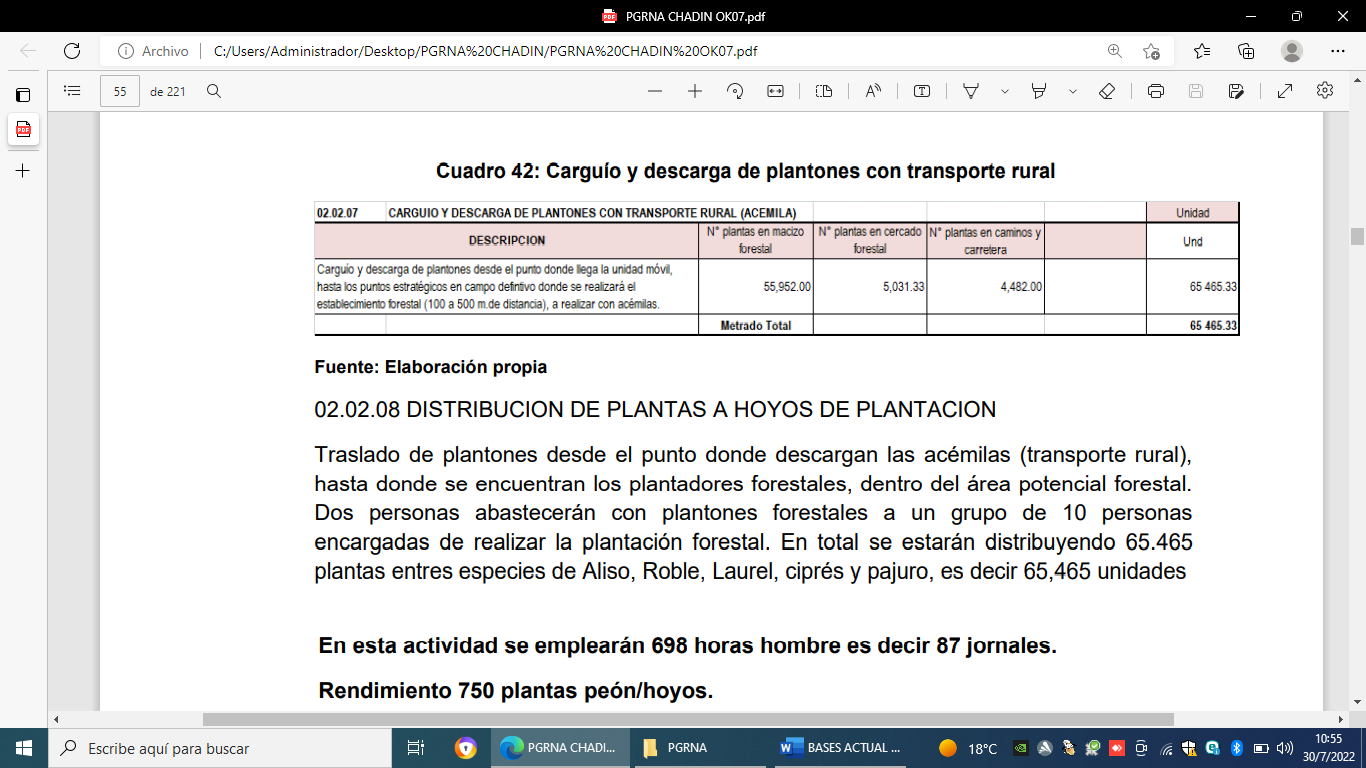 PGRNA CHADIN OK07.pdf
Archivo C:/Users/Administrador/Desktop/PGRNA%20CHADIN/PGRNA%20CHADIN%20OK07.pdf
55 de 221
Cuadro 42: Carguío y descarga de plantones con transporte rural
02.02.07 CARGUIO Y DESCARGA DE PLANTONES CON TRANSPORTE RURAL (ACEMILA) Unidad
DESCRIPCION N° plantas en macizo forestal N° plantas en cercado forestal N° plantas en caminos y carretera Und
Carguío y descarga de plantones desde el punto donde llega la unidad móvil,
hasta los puntos estratégicos en campo defintivo donde se realizará el
establecimiento forestal (100 a 500 m.de distancia), a realizar con acémilas.
55,952.00 5,031.33 4,482.00 65 465.33
Metrado Total 65 465.33
Fuente: Elaboración propia
02.02.08 DISTRIBUCION DE PLANTAS A HOYOS DE PLANTACION
Traslado de plantones desde el punto donde descargan las acémilas (transporte rural),
hasta donde se encuentran los plantadores forestales, dentro del área potencial forestal.
Dos personas abastecerán con plantones forestales a un grupo de 10 personas
encargadas de realizar la plantación forestal. En total se estarán distribuyendo 65.465
plantas entres especies de Aliso, Roble, Laurel, ciprés y pajuro, es decir 65,465 unidades
En esta actividad se emplearán 698 horas hombre es decir 87 jornales.
Rendimiento 750 plantas peón/hoyos.
Escribe aquí para buscar
PGRNA CHADI...
PGRNA
BASES ACTUAL ...
18°C
10:55
30/7/2022